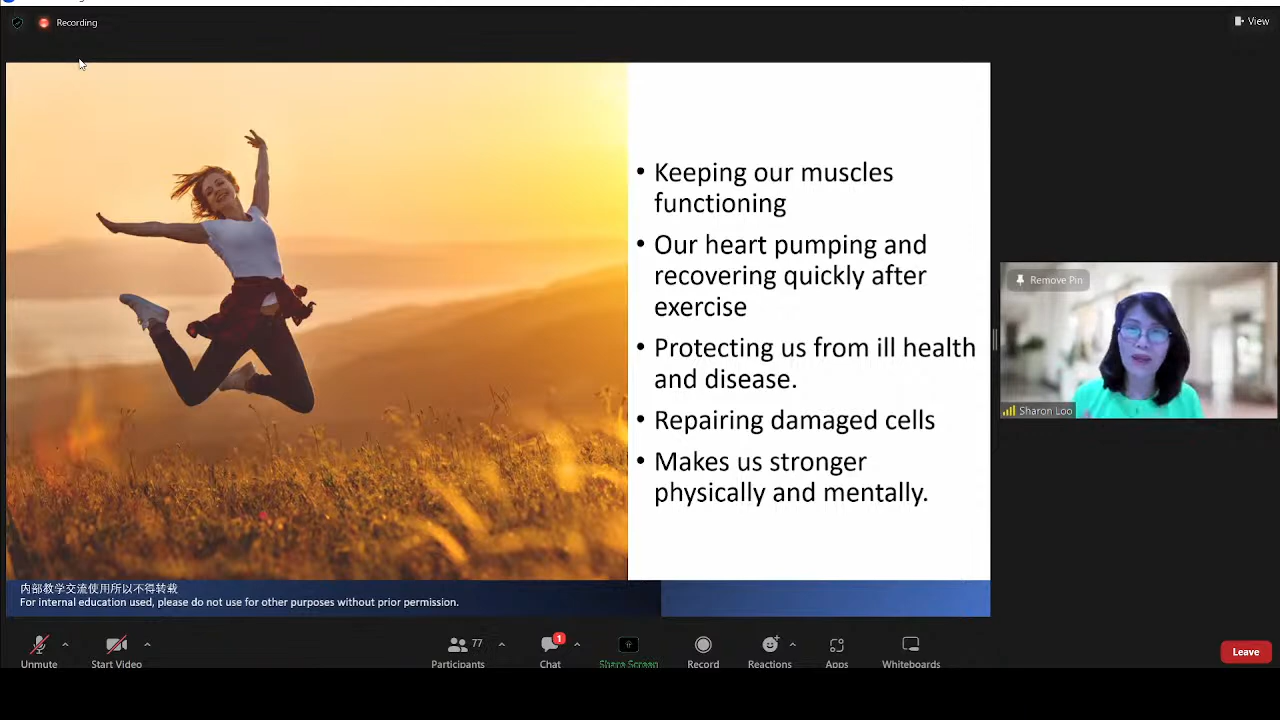 Recording
View
• Keeping our muscles
functioning
• Our heart pumping and
recovering quickly after
exercise
• Protecting us from ill health
and disease.
• Repairing damaged cells
• Makes us stronger
physically and mentally.
Remove Pin
Sharon Loo
内部教学交流使用所以不得转载
For internal education used, please do not use for other purposes without prior permission.
Unmute
Start Video
77
Participants
1
Chat
Share Screen
Record
Reactions
Apps
Whiteboards
Leave